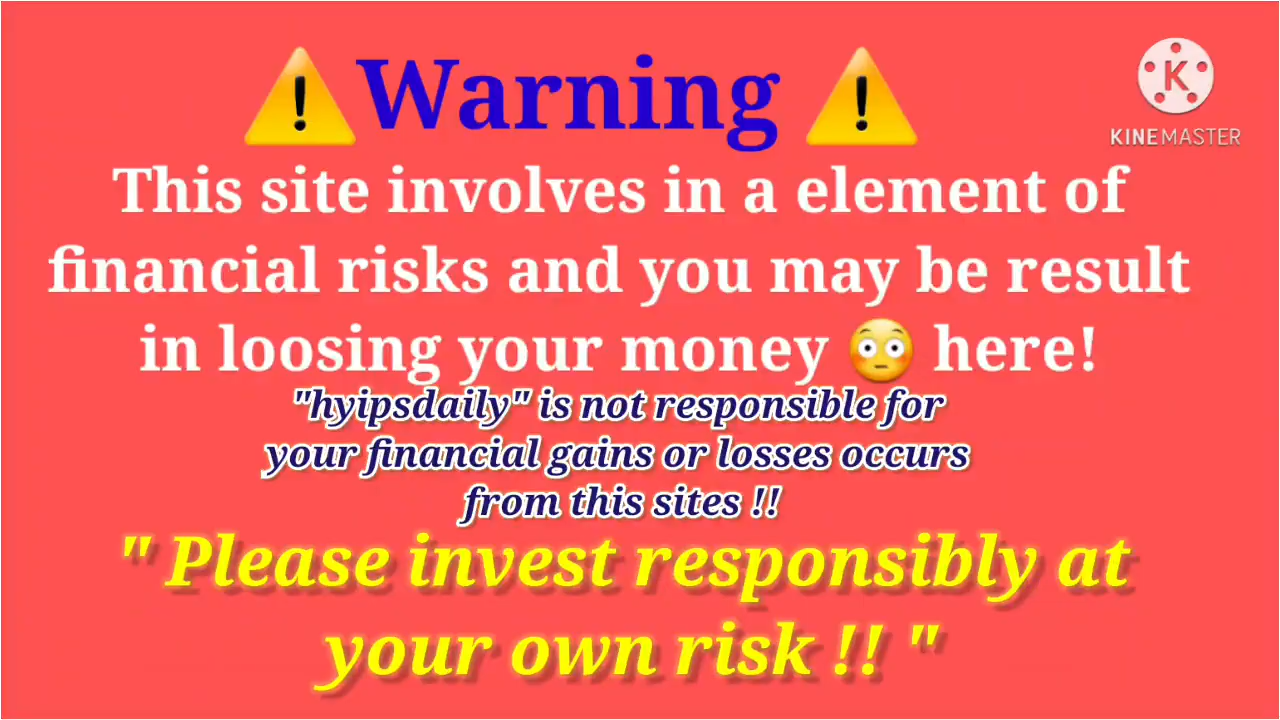 ⚠️Warning ⚠️
K
KINEMASTER
This site involves in a element of
financial risks and you may be result
in loosing your money 😳 here!
"hyipsdaily" is not responsible for
your financial gains or losses occurs
from this sites !!
" Please invest responsibly at
your own risk !! "